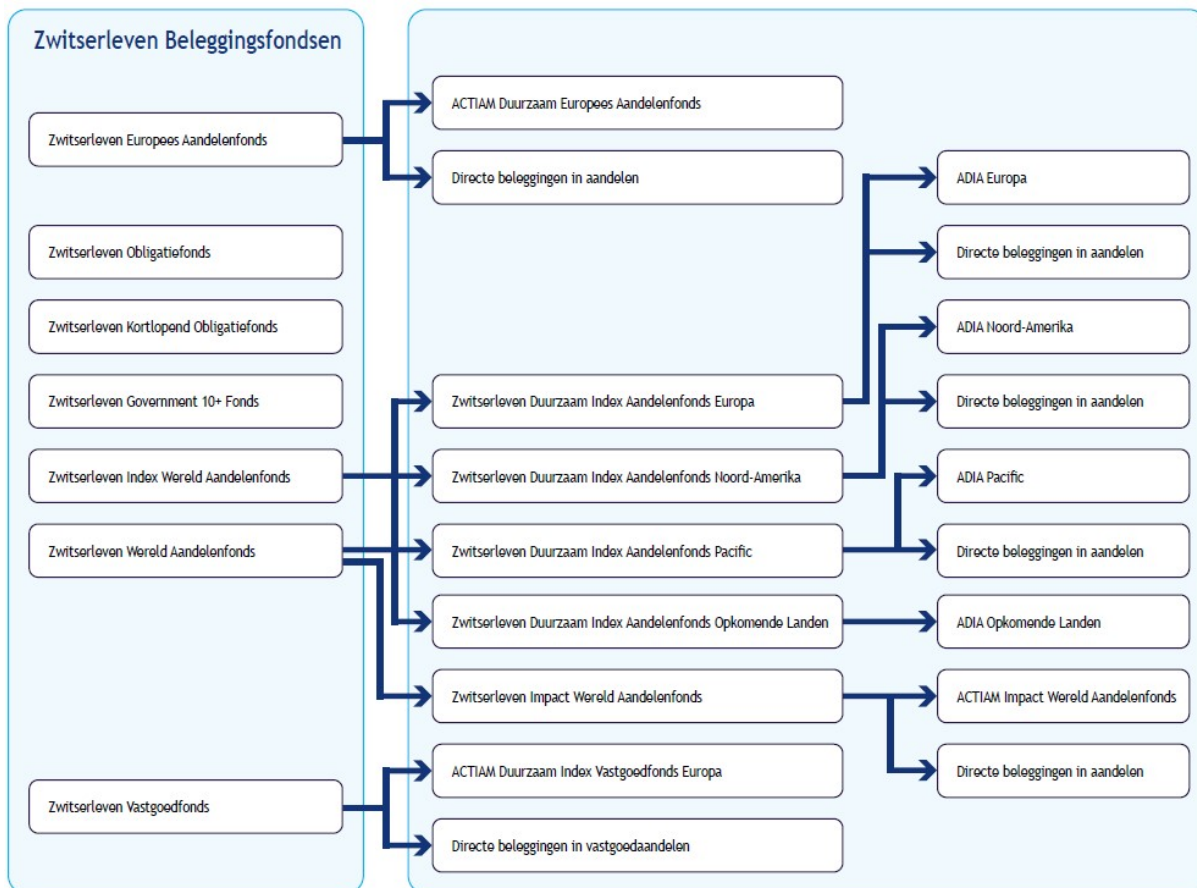 Zwitserleven Beleggingsfondsen
Zwitserleven Europees Aandelenfonds
Zwitserleven Obligatiefonds
Zwitserleven Kortlopend Obligatiefonds
Zwitserleven Government 10+ Fonds
Zwitserleven Index Wereld Aandelenfonds
Zwitserleven Wereld Aandelenfonds
Zwitserleven Vastgoedfonds
ACTIAM Duurzaam Europees Aandelenfonds
Directe beleggingen in aandelen
Zwitserleven Duurzaam Index Aandelenfonds Europa
Zwitserleven Duurzaam Index Aandelenfonds Noord-Amerika
Zwitserleven Duurzaam Index Aandelenfonds Pacific
Zwitserleven Duurzaam Index Aandelenfonds Opkomende Landen
Zwitserleven Impact Wereld Aandelenfonds
ACTIAM Duurzaam Index Vastgoedfonds Europa
Directe beleggingen in vastgoedaandelen
ADIA Europa
Directe beleggingen in aandelen
ADIA Noord-Amerika
Directe beleggingen in aandelen
ADIA Pacific
Directe beleggingen in aandelen
ADIA Opkomende Landen
ACTIAM Impact Wereld Aandelenfonds
Directe beleggingen in aandelen